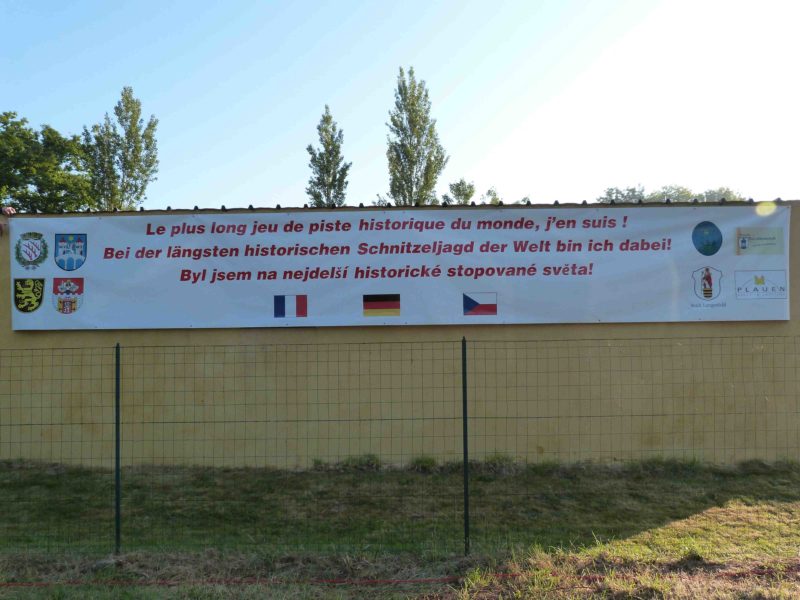 Le plus long jeu de piste historique du monde, j'en suis !
Bei der längsten historischen Schnitzeljagd der Welt bin ich dabei!
Byl jsem na nejdelší historické stopované světa!
PLAUEN